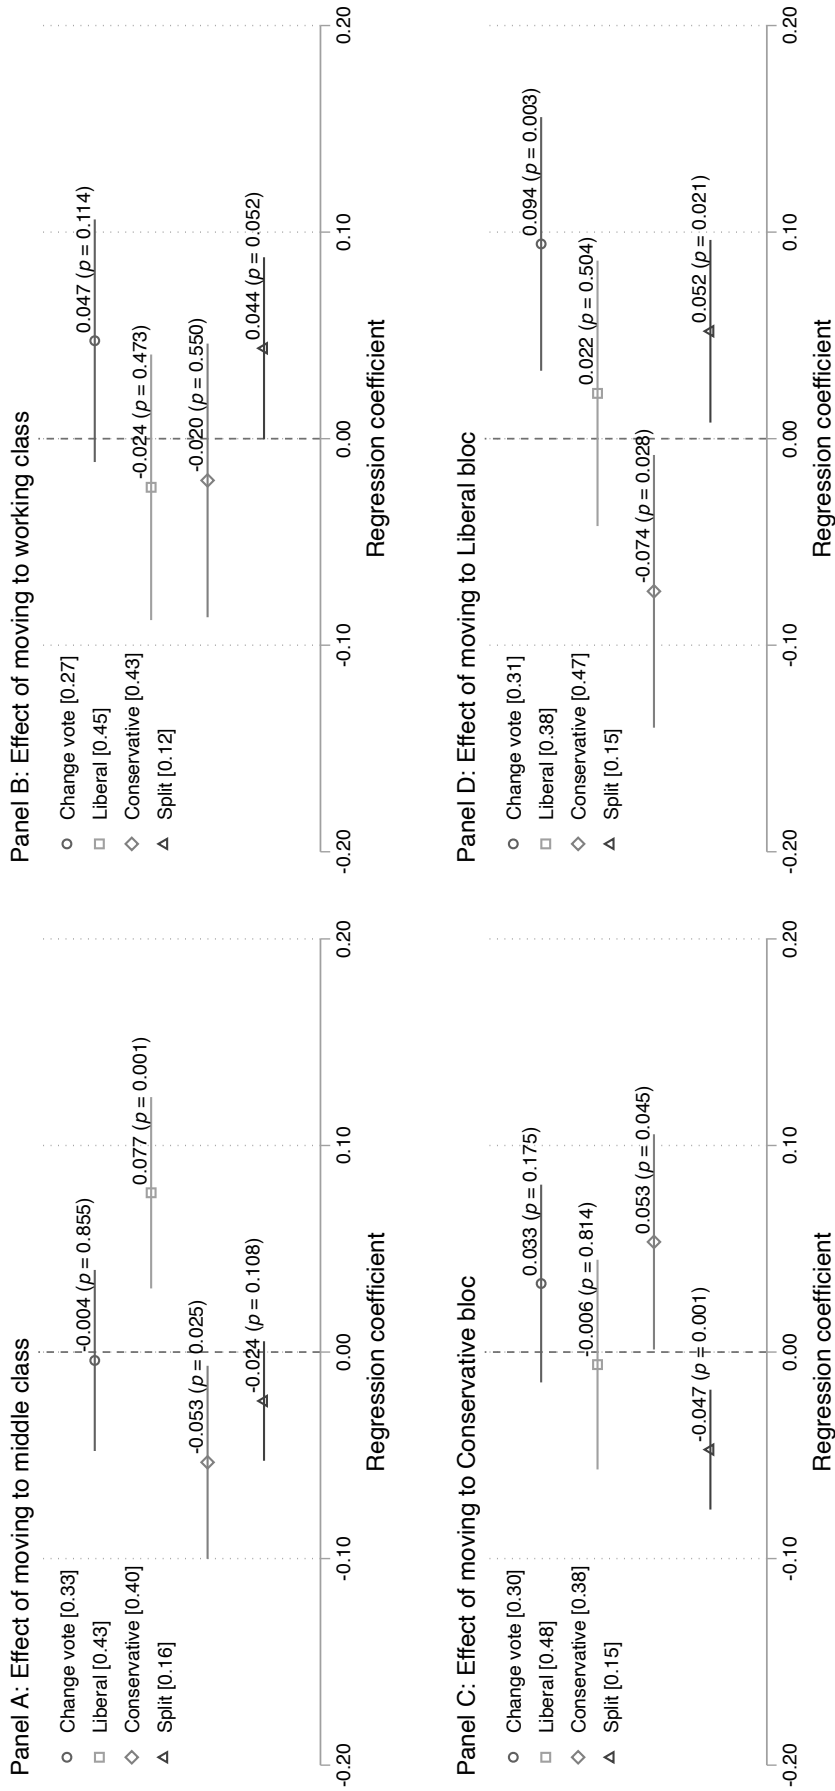 Panel A: Effect of moving to middle class
Change vote [0.33]
Liberal [0.43]
Conservative [0.40]
Split [0.16]
-0.004 (p = 0.855)
0.077 (p = 0.001)
-0.053 (p = 0.025)
-0.024 (p = 0.108)
-0.20 -0.10 0.00 0.10 0.20
Regression coefficient
Panel B: Effect of moving to working class
Change vote [0.27]
Liberal [0.45]
Conservative [0.43]
Split [0.12]
0.047 (p = 0.114)
-0.024 (p = 0.473)
-0.020 (p = 0.550)
0.044 (p = 0.052)
-0.20 -0.10 0.00 0.10 0.20
Regression coefficient
Panel C: Effect of moving to Conservative bloc
Change vote [0.30]
Liberal [0.48]
Conservative [0.38]
Split [0.15]
0.033 (p = 0.175)
-0.006 (p = 0.814)
0.053 (p = 0.045)
-0.047 (p = 0.001)
-0.20 -0.10 0.00 0.10 0.20
Regression coefficient
Panel D: Effect of moving to Liberal bloc
Change vote [0.31]
Liberal [0.38]
Conservative [0.47]
Split [0.15]
0.094 (p = 0.003)
0.022 (p = 0.504)
-0.074 (p = 0.028)
0.052 (p = 0.021)
-0.20 -0.10 0.00 0.10 0.20
Regression coefficient